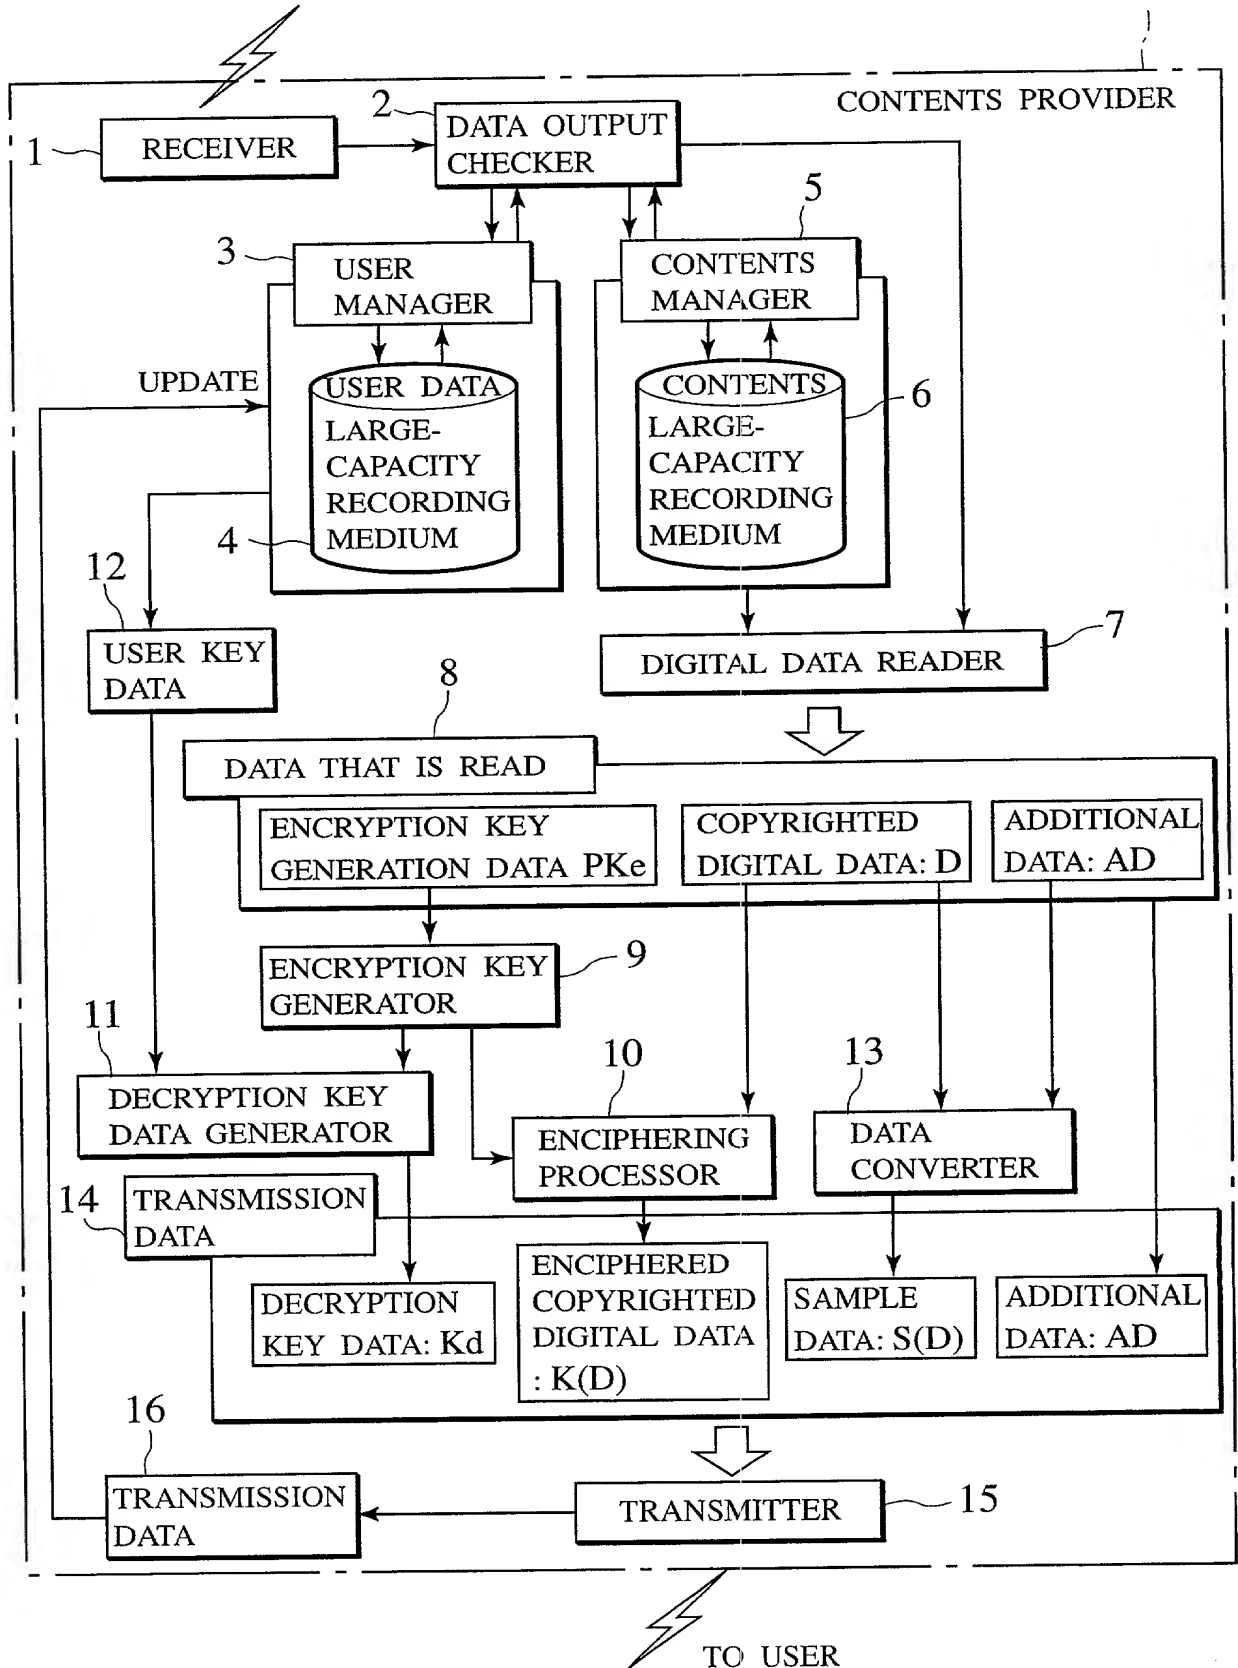 CONTENTS PROVIDER
1
RECEIVER
2
DATA OUTPUT
CHECKER
3
USER
MANAGER
5
CONTENTS
MANAGER
UPDATE
USER DATA
LARGE-
CAPACITY
RECORDING
MEDIUM
4
CONTENTS
LARGE-
CAPACITY
RECORDING
MEDIUM
6
12
USER KEY
DATA
7
DIGITAL DATA READER
8
DATA THAT IS READ
ENCRYPTION KEY
GENERATION DATA PKe
COPYRIGHTED
DIGITAL DATA: D
ADDITIONAL
DATA: AD
9
ENCRYPTION KEY
GENERATOR
11
DECRYPTION KEY
DATA GENERATOR
10
ENCIPHERING
PROCESSOR
13
DATA
CONVERTER
14
TRANSMISSION
DATA
DECRYPTION
KEY DATA: Kd
ENCIPHERED
COPYRIGHTED
DIGITAL DATA
: K(D)
SAMPLE
DATA: S(D)
ADDITIONAL
DATA: AD
16
TRANSMISSION
DATA
TRANSMITTER
15
TO USER